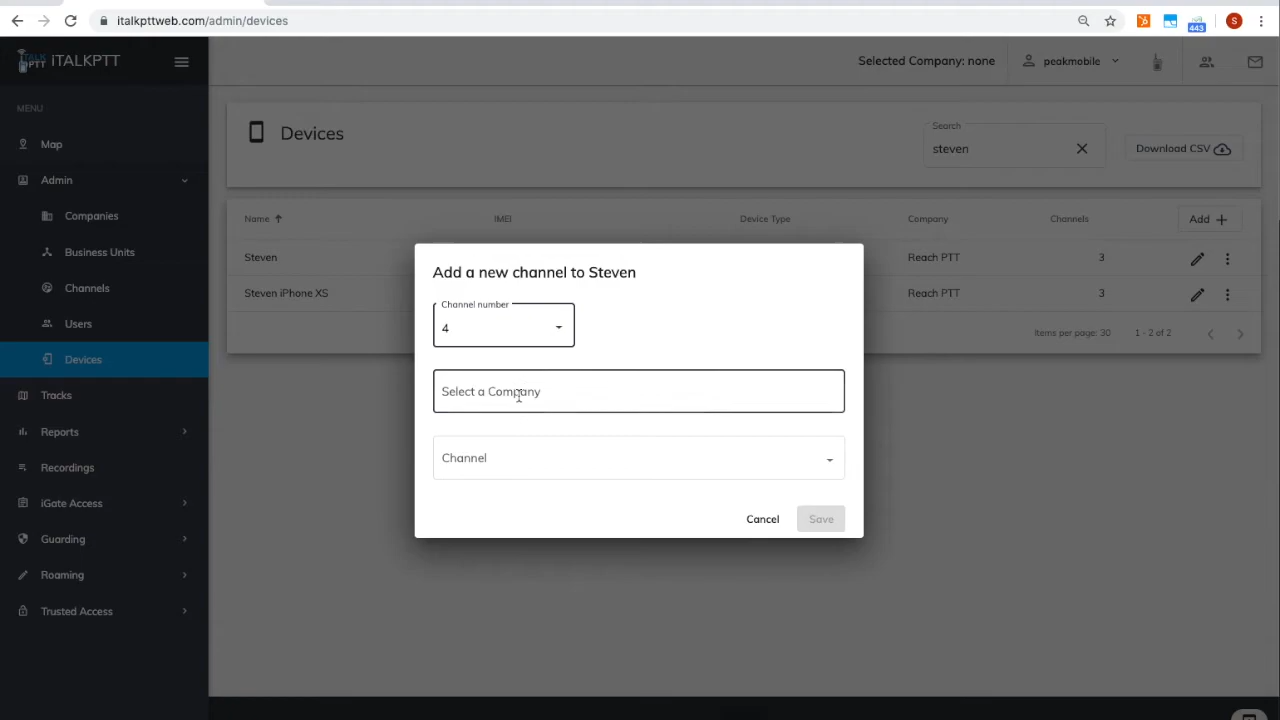 italkpttweb.com/admin/devices
443
S
iTALKPTT
Selected Company: none
peakmobile
MENU
Map
Admin
Companies
Business Units
Channels
Users
Devices
Tracks
Reports
Recordings
iGate Access
Guarding
Roaming
Trusted Access
Devices
Search
steven
Download CSV
Name IMEI Device Type Company Channels Add
Steven Reach PTT 3
Steven iPhone XS Reach PTT 3
Items per page: 30 1 - 2 of 2
Add a new channel to Steven
Channel number
4
Select a Company
Channel
Cancel Save